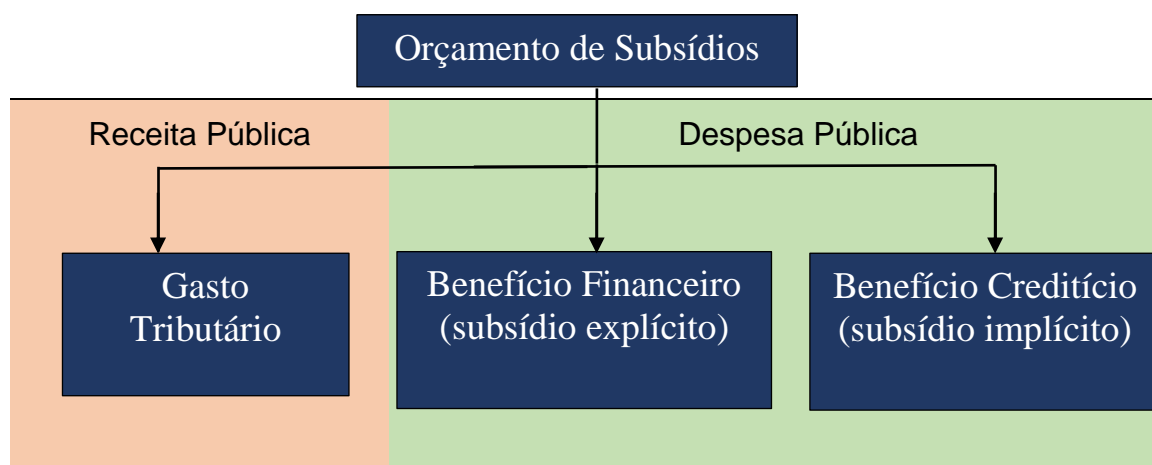 Orçamento de Subsídios
Receita Pública
Despesa Pública
Gasto
Tributário
Benefício Financeiro
(subsídio explícito)
Benefício Creditício
(subsídio implícito)